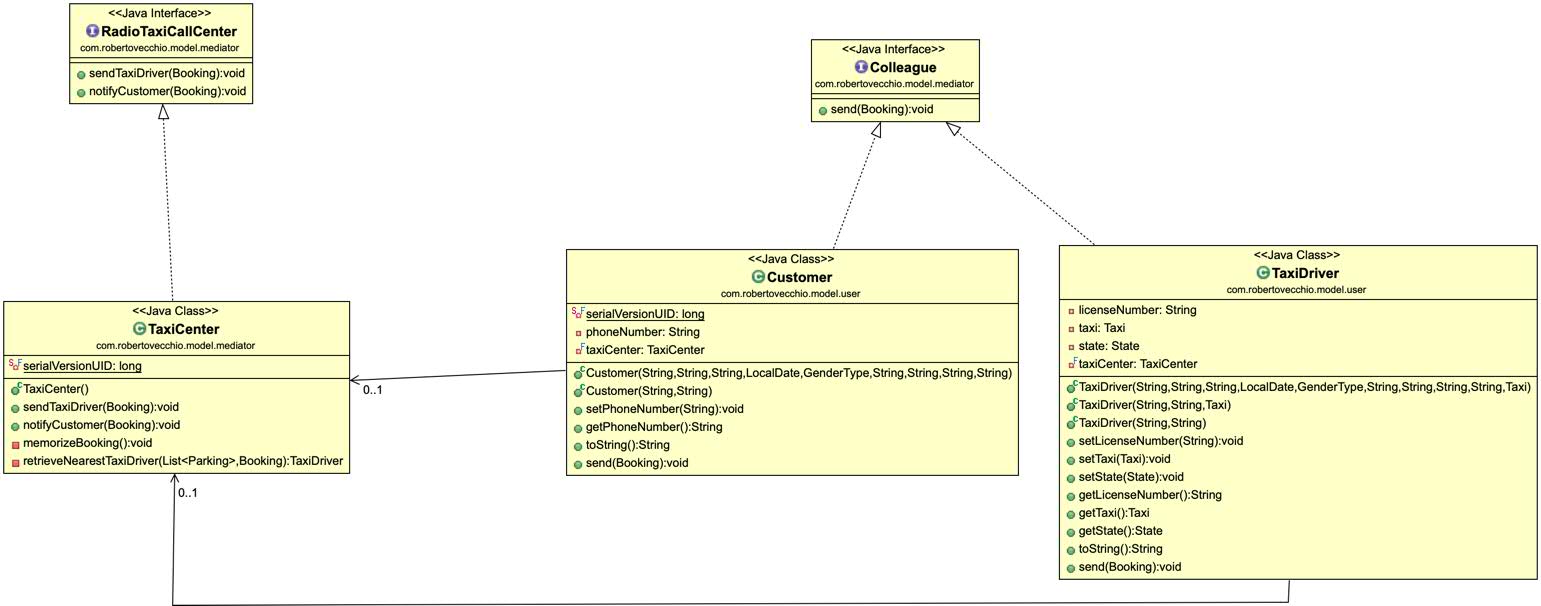 <<Java Interface>>
RadioTaxiCallCenter
com.robertovecchio.model.mediator
sendTaxiDriver(Booking):void
notifyCustomer(Booking):void
<<Java Interface>>
Colleague
com.robertovecchio.model.mediator
send(Booking):void
<<Java Class>>
TaxiCenter
com.robertovecchio.model.mediator
serialVersionUID: long
TaxiCenter()
sendTaxiDriver(Booking):void
notifyCustomer(Booking):void
memorizeBooking():void
retrieveNearestTaxiDriver(List<Parking>,Booking):TaxiDriver
0..1
0..1
<<Java Class>>
Customer
com.robertovecchio.model.user
serialVersionUID: long
phoneNumber: String
taxiCenter: TaxiCenter
Customer(String,String,String,LocalDate,GenderType,String,String,String,String)
Customer(String,String)
setPhoneNumber(String):void
getPhoneNumber():String
toString():String
send(Booking):void
<<Java Class>>
TaxiDriver
com.robertovecchio.model.user
licenseNumber: String
taxi: Taxi
state: State
taxiCenter: TaxiCenter
TaxiDriver(String,String,String,LocalDate,GenderType,String,String,String,String,Taxi)
TaxiDriver(String,String,Taxi)
TaxiDriver(String,String)
setLicenseNumber(String):void
setTaxi(Taxi):void
setState(State):void
getLicenseNumber():String
getTaxi():Taxi
getState():State
toString():String
send(Booking):void